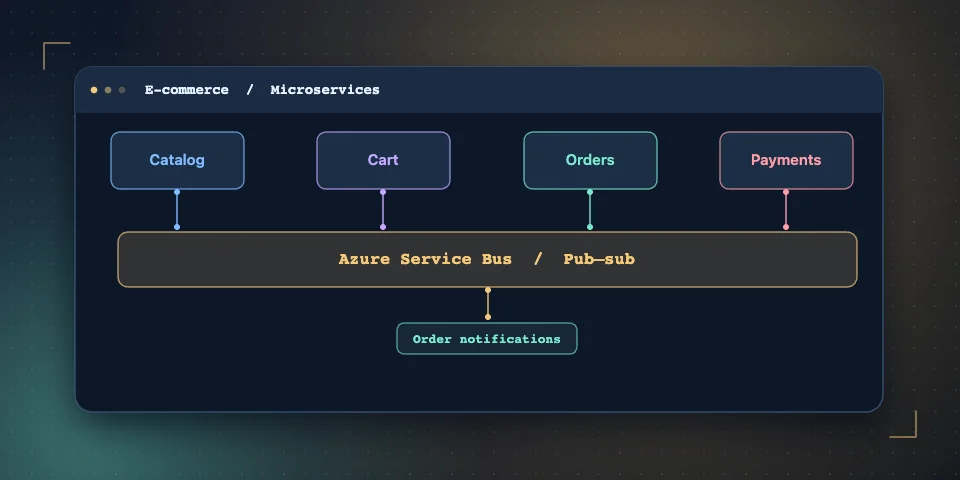 E-commerce / Microservices
Catalog
Cart
Orders
Payments
Azure Service Bus / Pub—sub
Order notifications